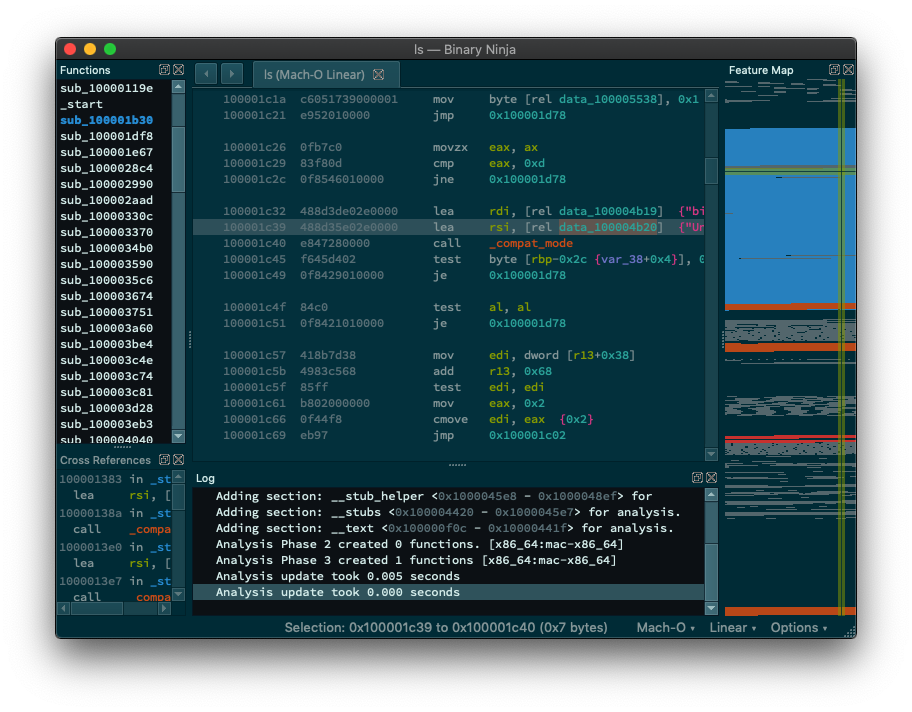 ls — Binary Ninja
Functions
sub_10000119e
_start
sub_100001b30
sub_100001df8
sub_100001e67
sub_1000028c4
sub_100002990
sub_100002aad
sub_10000330c
sub_100003370
sub_1000034b0
sub_100003590
sub_1000035c6
sub_100003674
sub_100003751
sub_100003a60
sub_100003be4
sub_100003c4e
sub_100003c74
sub_100003c81
sub_100003d28
sub_100003eb3
sub_100004040
Cross References
100001383 in _st
lea rsi, [
10000138a in _st
call _compa
1000013e0 in _st
lea rsi, [
1000013e7 in _st
call _compa
ls (Mach-O Linear)
100001c1a c6051739000001 mov byte [rel data_100005538], 0x1
100001c21 e952010000 jmp 0x100001d78
100001c26 0fb7c0 movzx eax, ax
100001c29 83f80d cmp eax, 0xd
100001c2c 0f8546010000 jne 0x100001d78
100001c32 488d3de02e0000 lea rdi, [rel data_100004b19] {"bi
100001c39 488d35e02e0000 lea rsi, [rel data_100004b20] {"Un
100001c40 e847280000 call _compat_mode
100001c45 f645d402 test byte [rbp-0x2c {var_38+0x4}], 0
100001c49 0f8429010000 je 0x100001d78
100001c4f 84c0 test al, al
100001c51 0f8421010000 je 0x100001d78
100001c57 418b7d38 mov edi, dword [r13+0x38]
100001c5b 4983c568 add r13, 0x68
100001c5f 85ff test edi, edi
100001c61 b802000000 mov eax, 0x2
100001c66 0f44f8 cmove edi, eax {0x2}
100001c69 eb97 jmp 0x100001c02
Log
Adding section: __stub_helper <0x1000045e8 - 0x1000048ef> for
Adding section: __stubs <0x100004420 - 0x1000045e7> for analysis.
Adding section: __text <0x100000f0c - 0x10000441f> for analysis.
Analysis Phase 2 created 0 functions. [x86_64:mac-x86_64]
Analysis Phase 3 created 1 functions [x86_64:mac-x86_64]
Analysis update took 0.005 seconds
Analysis update took 0.000 seconds
Feature Map
Selection: 0x100001c39 to 0x100001c40 (0x7 bytes) Mach-O Linear Options